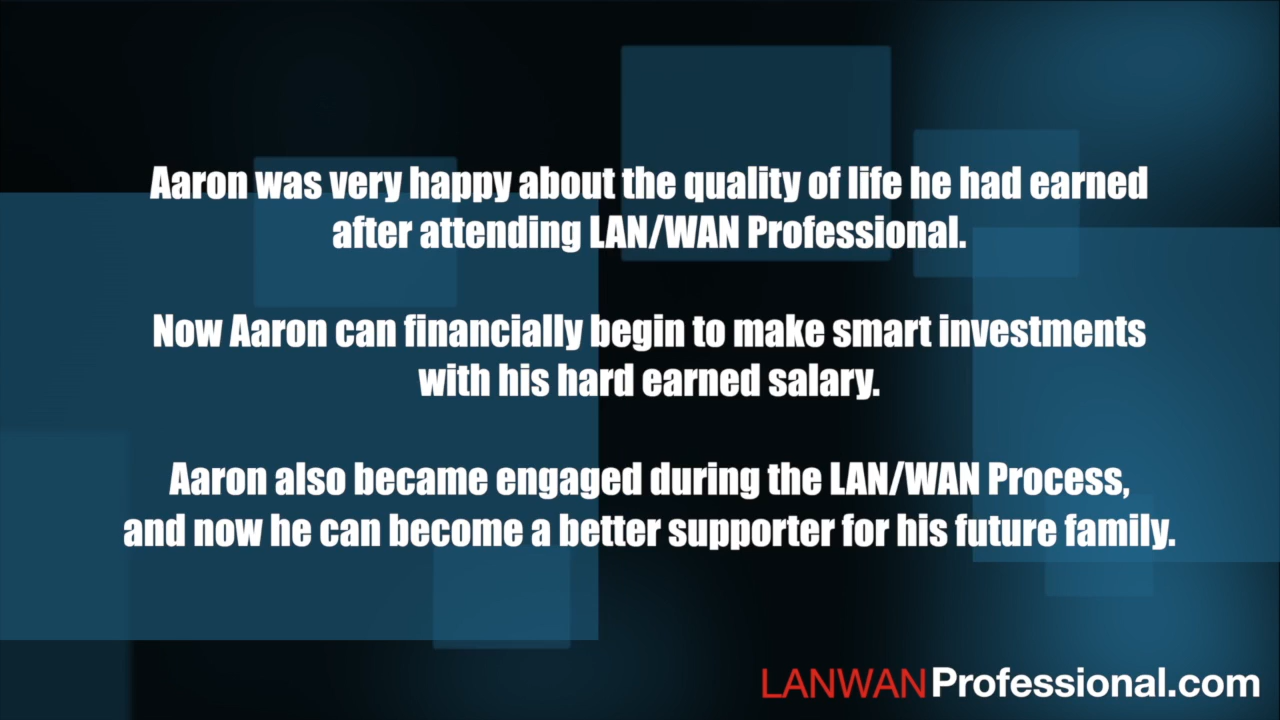 Aaron was very happy about the quality of life he had earned
after attending LAN/WAN Professional.
Now Aaron can financially begin to make smart investments
with his hard earned salary.
Aaron also became engaged during the LAN/WAN Process,
and now he can become a better supporter for his future family.
LANWANProfessional.com